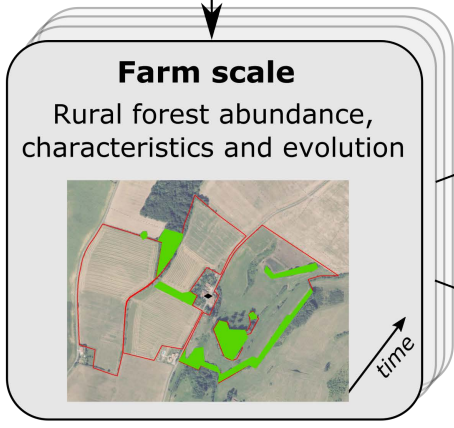 Farm scale
Rural forest abundance,
characteristics and evolution
time